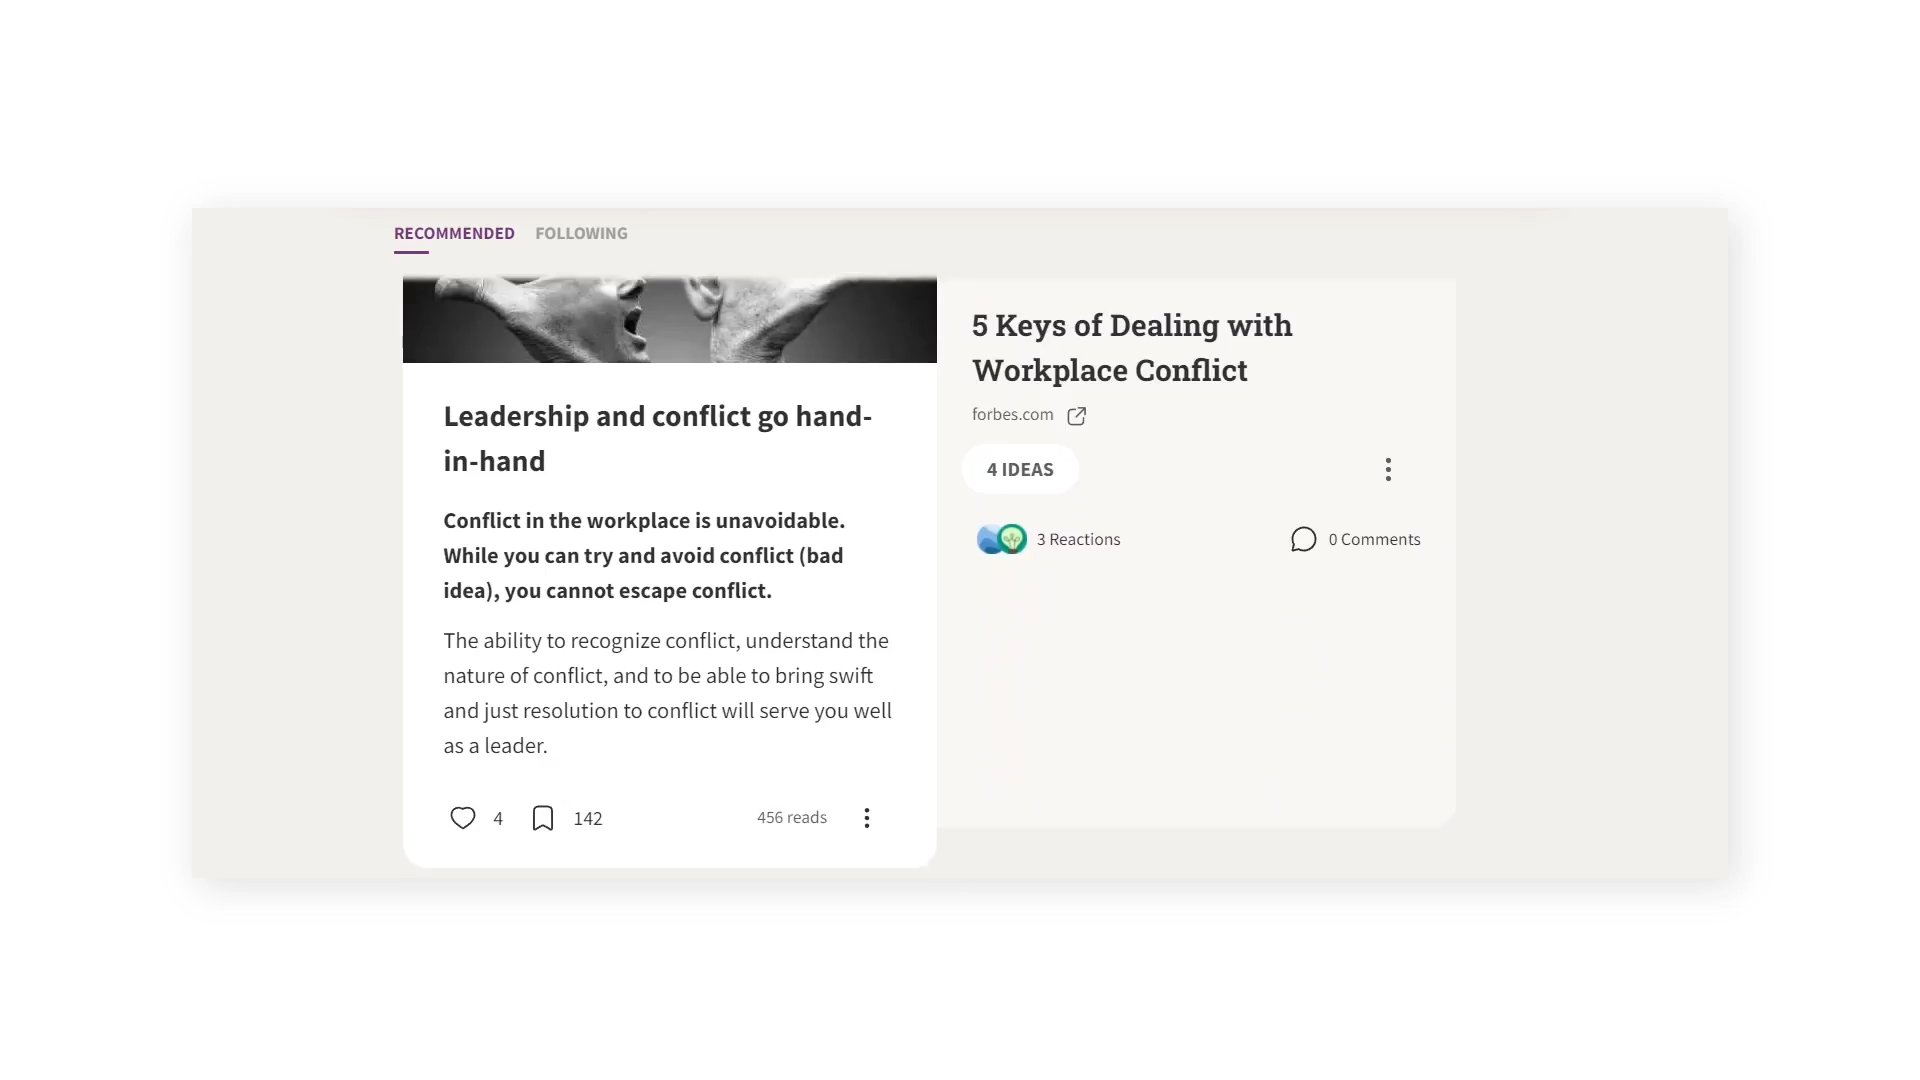 RECOMMENDED FOLLOWING
Leadership and conflict go hand-
in-hand
Conflict in the workplace is unavoidable.
While you can try and avoid conflict (bad
idea), you cannot escape conflict.
The ability to recognize conflict, understand the
nature of conflict, and to be able to bring swift
and just resolution to conflict will serve you well
as a leader.
4 142 456 reads
5 Keys of Dealing with
Workplace Conflict
forbes.com
4 IDEAS
3 Reactions 0 Comments